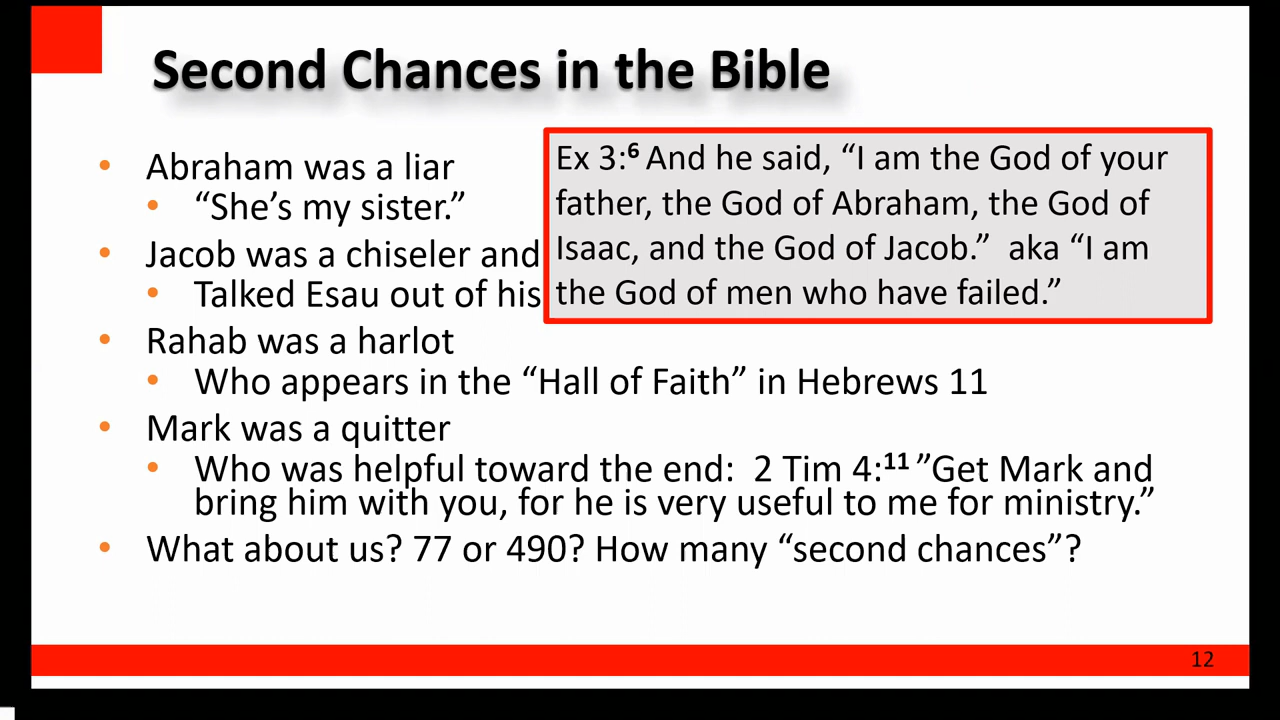 Second Chances in the Bible
• Abraham was a liar
• “She’s my sister.”
• Jacob was a chiseler and
• Talked Esau out of his
Ex 3:6 And he said, “I am the God of your
father, the God of Abraham, the God of
Isaac, and the God of Jacob.” aka “I am
the God of men who have failed.”
• Rahab was a harlot
• Who appears in the “Hall of Faith” in Hebrews 11
• Mark was a quitter
• Who was helpful toward the end: 2 Tim 4:11 ”Get Mark and
bring him with you, for he is very useful to me for ministry.”
• What about us? 77 or 490? How many “second chances”?
12